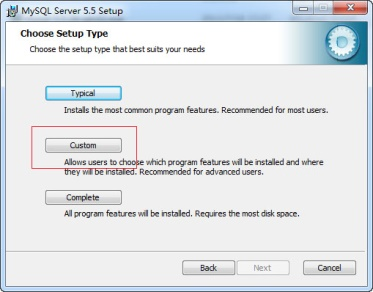 MySQL Server 5.5 Setup
Choose Setup Type
Choose the setup type that best suits your needs
Typical
Installs the most common program features. Recommended for most users.
Custom
Allows users to choose which program features will be installed and where
they will be installed. Recommended for advanced users.
Complete
All program features will be installed. Requires the most disk space.
Back
Next
Cancel